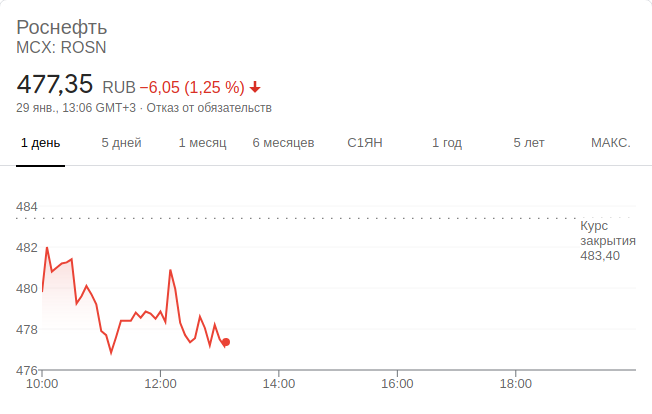 Роснефть
MCX: ROSN
477,35 RUB −6,05 (1,25 %)
29 янв., 13:06 GMT+3 · Отказ от обязательств
1 день 5 дней 1 месяц 6 месяцев С1ЯН 1 год 5 лет МАКС.
484
Курс
закрытия
483,40
482
480
478
476
10:00 12:00 14:00 16:00 18:00